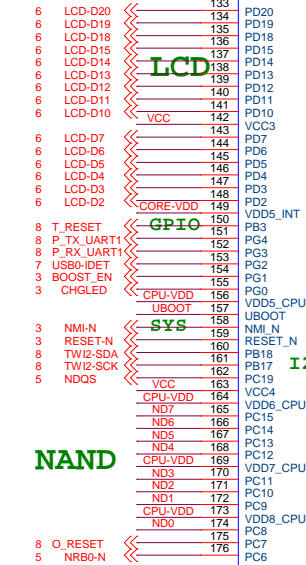 6 LCD-D20 133 PD20
6 LCD-D19 134 PD19
6 LCD-D18 135 PD18
6 LCD-D15 136 PD15
6 LCD-D14 137 PD14
LCD
6 LCD-D13 138 PD13
6 LCD-D12 139 PD12
6 LCD-D11 140 PD11
6 LCD-D10 141 PD10
VCC 142 VCC3
6 LCD-D7 143 PD7
6 LCD-D6 144 PD6
6 LCD-D5 145 PD5
6 LCD-D4 146 PD4
6 LCD-D3 147 PD3
6 LCD-D2 148 PD2
CORE-VDD 149 VDD5_INT
8 T_RESET GPIO 150 PB3
8 P_TX_UART1 151 PG4
8 P_RX_UART1 152 PG3
7 USB0-IDET 153 PG2
3 BOOST_EN 154 PG1
3 CHGLED 155 PG0
CPU-VDD 156 VDD5_CPU
UBOOT 157 UBOOT
3 NMI-N SYS 158 NMI_N
3 RESET-N 159 RESET_N
8 TWI2-SDA 160 PB18
8 TWI2-SCK 161 PB17
5 NDQS 162 PC19
VCC 163 VCC4
CPU-VDD 164 VDD6_CPU
ND7 165 PC15
ND6 166 PC14
ND5 167 PC13
ND4 168 PC12
NAND
CPU-VDD 169 VDD7_CPU
ND3 170 PC11
ND2 171 PC10
ND1 172 PC9
CPU-VDD 173 VDD8_CPU
ND0 174 PC8
8 O_RESET 175 PC7
5 NRB0-N 176 PC6